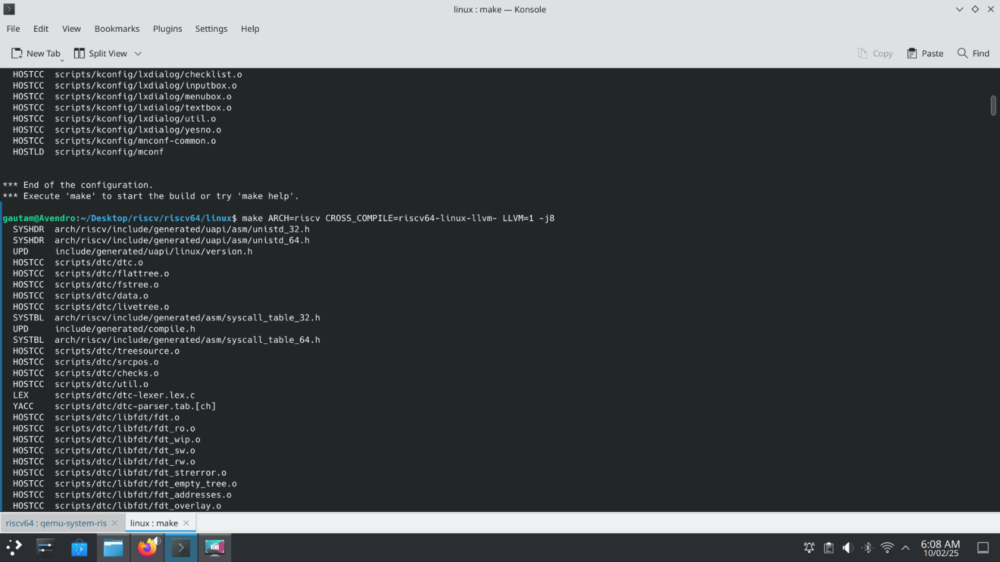 linux : make — Konsole
File Edit View Bookmarks Plugins Settings Help
New Tab Split View Copy Paste Find
HOSTCC scripts/kconfig/lxdialog/checklist.o
HOSTCC scripts/kconfig/lxdialog/inputbox.o
HOSTCC scripts/kconfig/lxdialog/menubox.o
HOSTCC scripts/kconfig/lxdialog/textbox.o
HOSTCC scripts/kconfig/lxdialog/util.o
HOSTCC scripts/kconfig/lxdialog/yesno.o
HOSTCC scripts/kconfig/mnconf-common.o
HOSTLD scripts/kconfig/mconf
*** End of the configuration.
*** Execute 'make' to start the build or try 'make help'.
gautam@Avendro:~/Desktop/riscv/riscv64/linux$ make ARCH=riscv CROSS_COMPILE=riscv64-linux-llvm- LLVM=1 -j8
SYSHDR arch/riscv/include/generated/uapi/asm/unistd_32.h
SYSHDR arch/riscv/include/generated/uapi/asm/unistd_64.h
UPD include/generated/uapi/linux/version.h
HOSTCC scripts/dtc/dtc.o
HOSTCC scripts/dtc/flattree.o
HOSTCC scripts/dtc/fstree.o
HOSTCC scripts/dtc/data.o
HOSTCC scripts/dtc/livetree.o
SYSTBL arch/riscv/include/generated/asm/syscall_table_32.h
UPD include/generated/compile.h
SYSTBL arch/riscv/include/generated/asm/syscall_table_64.h
HOSTCC scripts/dtc/treesource.o
HOSTCC scripts/dtc/srcpos.o
HOSTCC scripts/dtc/checks.o
HOSTCC scripts/dtc/util.o
LEX scripts/dtc/dtc-lexer.lex.c
YACC scripts/dtc/dtc-parser.tab.[ch]
HOSTCC scripts/dtc/libfdt/fdt.o
HOSTCC scripts/dtc/libfdt/fdt_ro.o
HOSTCC scripts/dtc/libfdt/fdt_wip.o
HOSTCC scripts/dtc/libfdt/fdt_sw.o
HOSTCC scripts/dtc/libfdt/fdt_rw.o
HOSTCC scripts/dtc/libfdt/fdt_strerror.o
HOSTCC scripts/dtc/libfdt/fdt_empty_tree.o
HOSTCC scripts/dtc/libfdt/fdt_addresses.o
HOSTCC scripts/dtc/libfdt/fdt_overlay.o
riscv64 : qemu-system-ris linux : make
6:08 AM
10/02/25